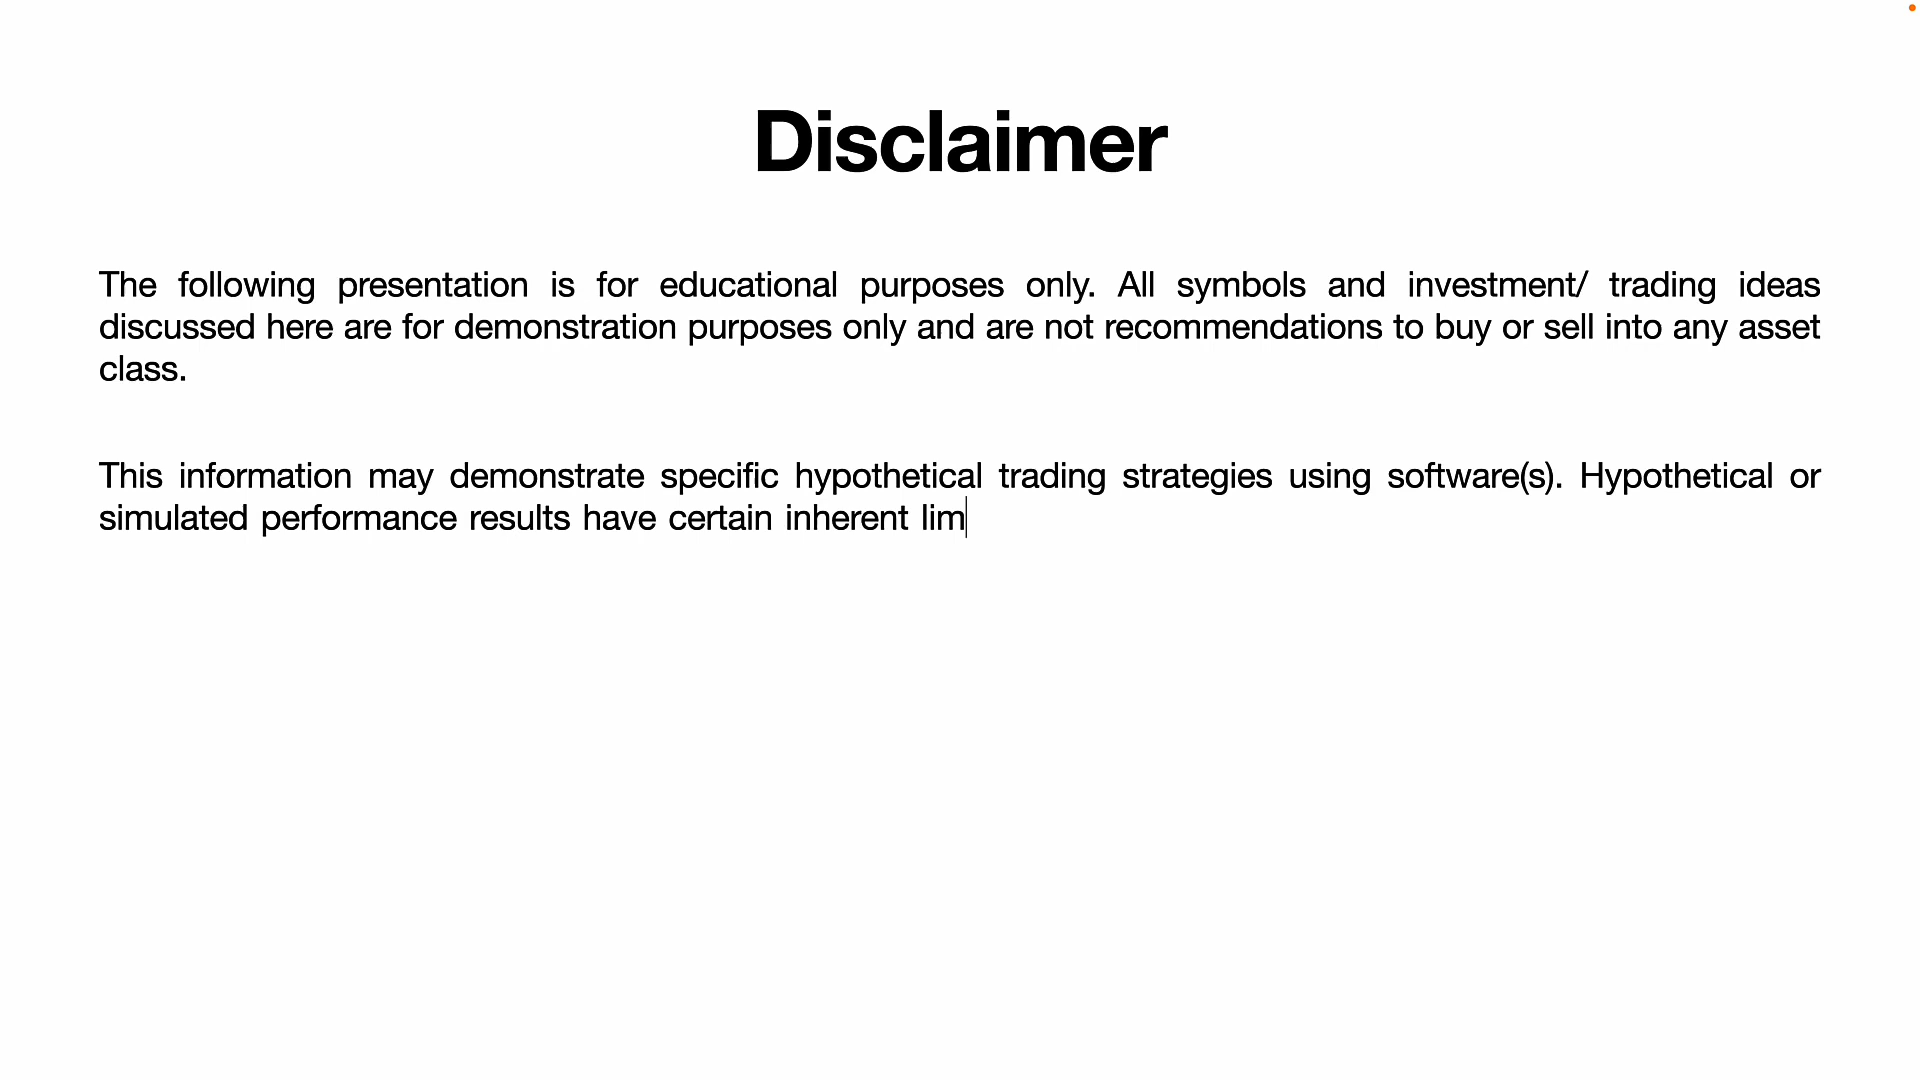 Disclaimer
The following presentation is for educational purposes only. All symbols and investment/ trading ideas
discussed here are for demonstration purposes only and are not recommendations to buy or sell into any asset
class.
This information may demonstrate specific hypothetical trading strategies using software(s). Hypothetical or
simulated performance results have certain inherent lim